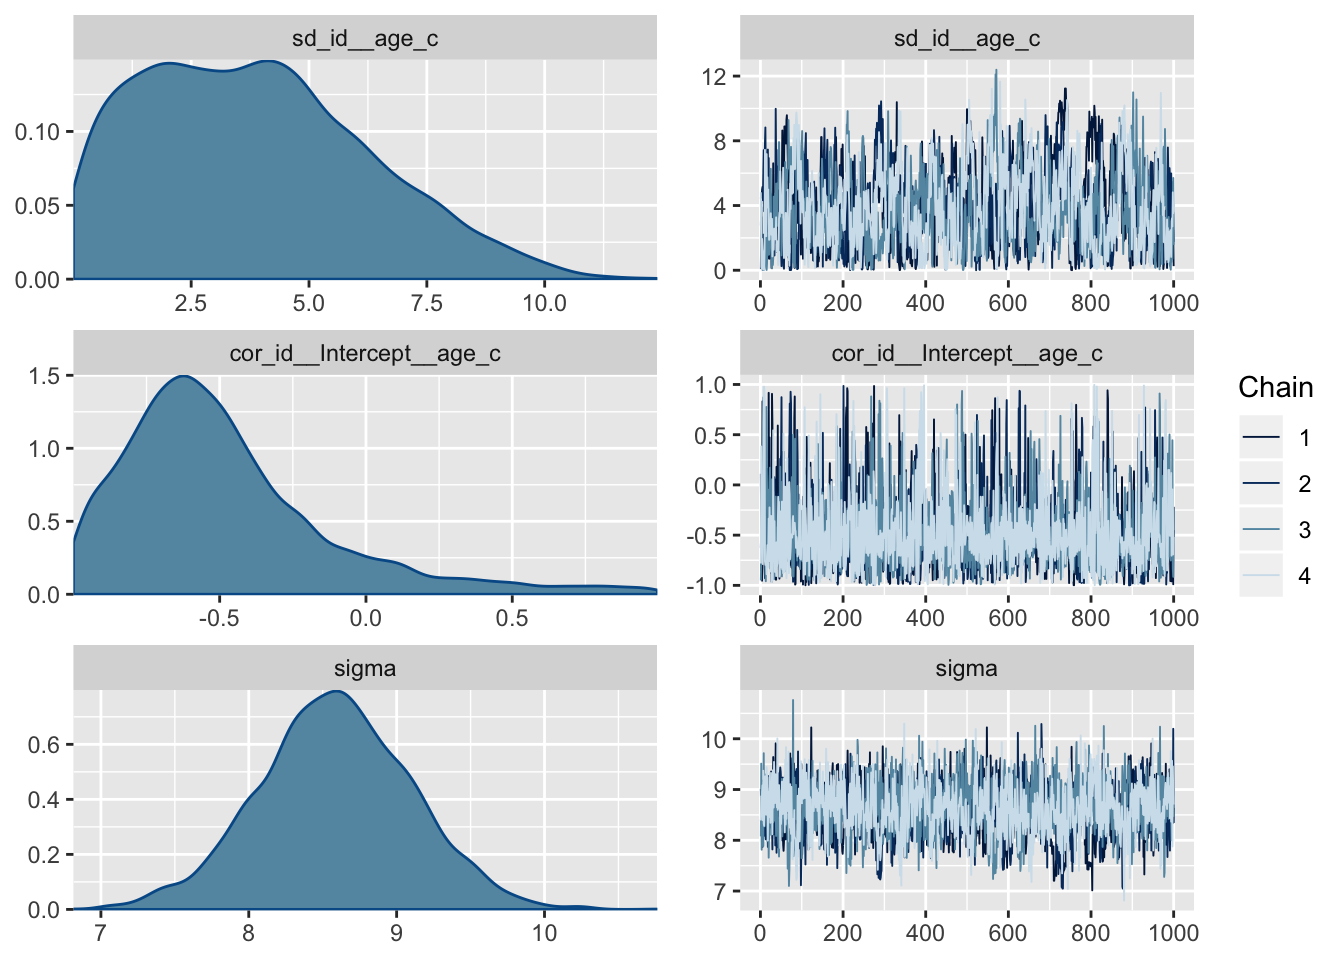 sd_id__age_c
sd_id__age_c
0.10
0.05
0.00
2.5 5.0 7.5 10.0
12
8
4
0
0 200 400 600 800 1000
cor_id__Intercept__age_c
cor_id__Intercept__age_c
1.5
1.0
0.5
0.0
-0.5 0.0 0.5
1.0
0.5
0.0
-0.5
-1.0
0 200 400 600 800 1000
sigma
sigma
0.6
0.4
0.2
0.0
7 8 9 10
10
9
8
7
0 200 400 600 800 1000
Chain
1
2
3
4